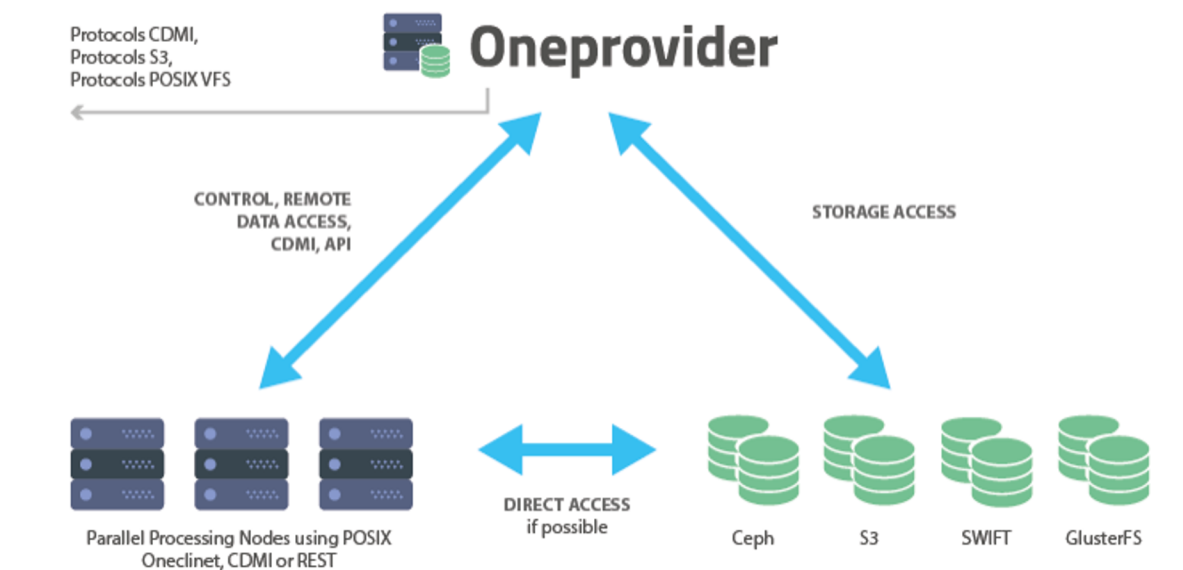 Protocols CDMI,
Protocols S3,
Protocols POSIX VFS
Oneprovider
CONTROL, REMOTE
DATA ACCESS,
CDMI, API
STORAGE ACCESS
DIRECT ACCESS
if possible
Parallel Processing Nodes using POSIX
Oneclinet, CDMI or REST
Ceph
S3
SWIFT
GlusterFS